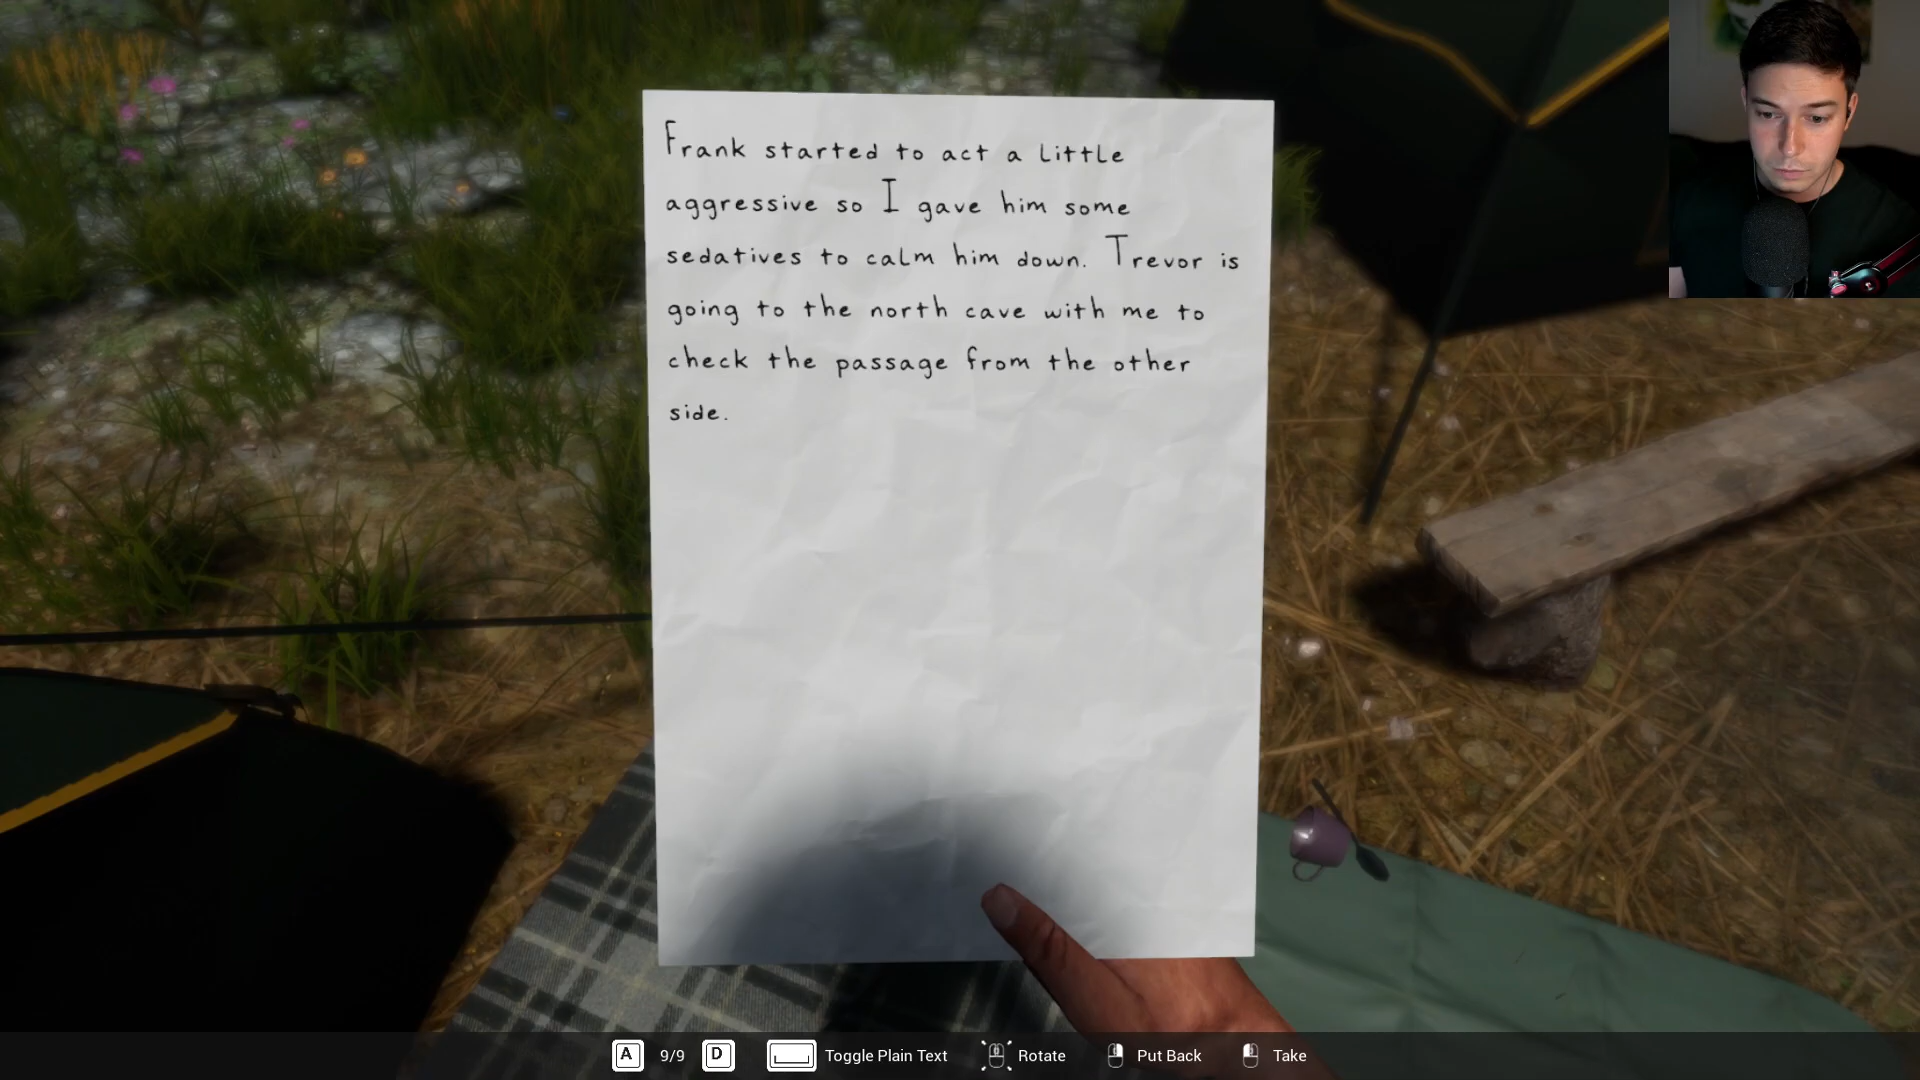 Frank started to act a little
aggressive so I gave him some
sedatives to calm him down. Trevor is
going to the north cave with me to
check the passage from the other
side.
A 9/9 D Toggle Plain Text Rotate Put Back Take